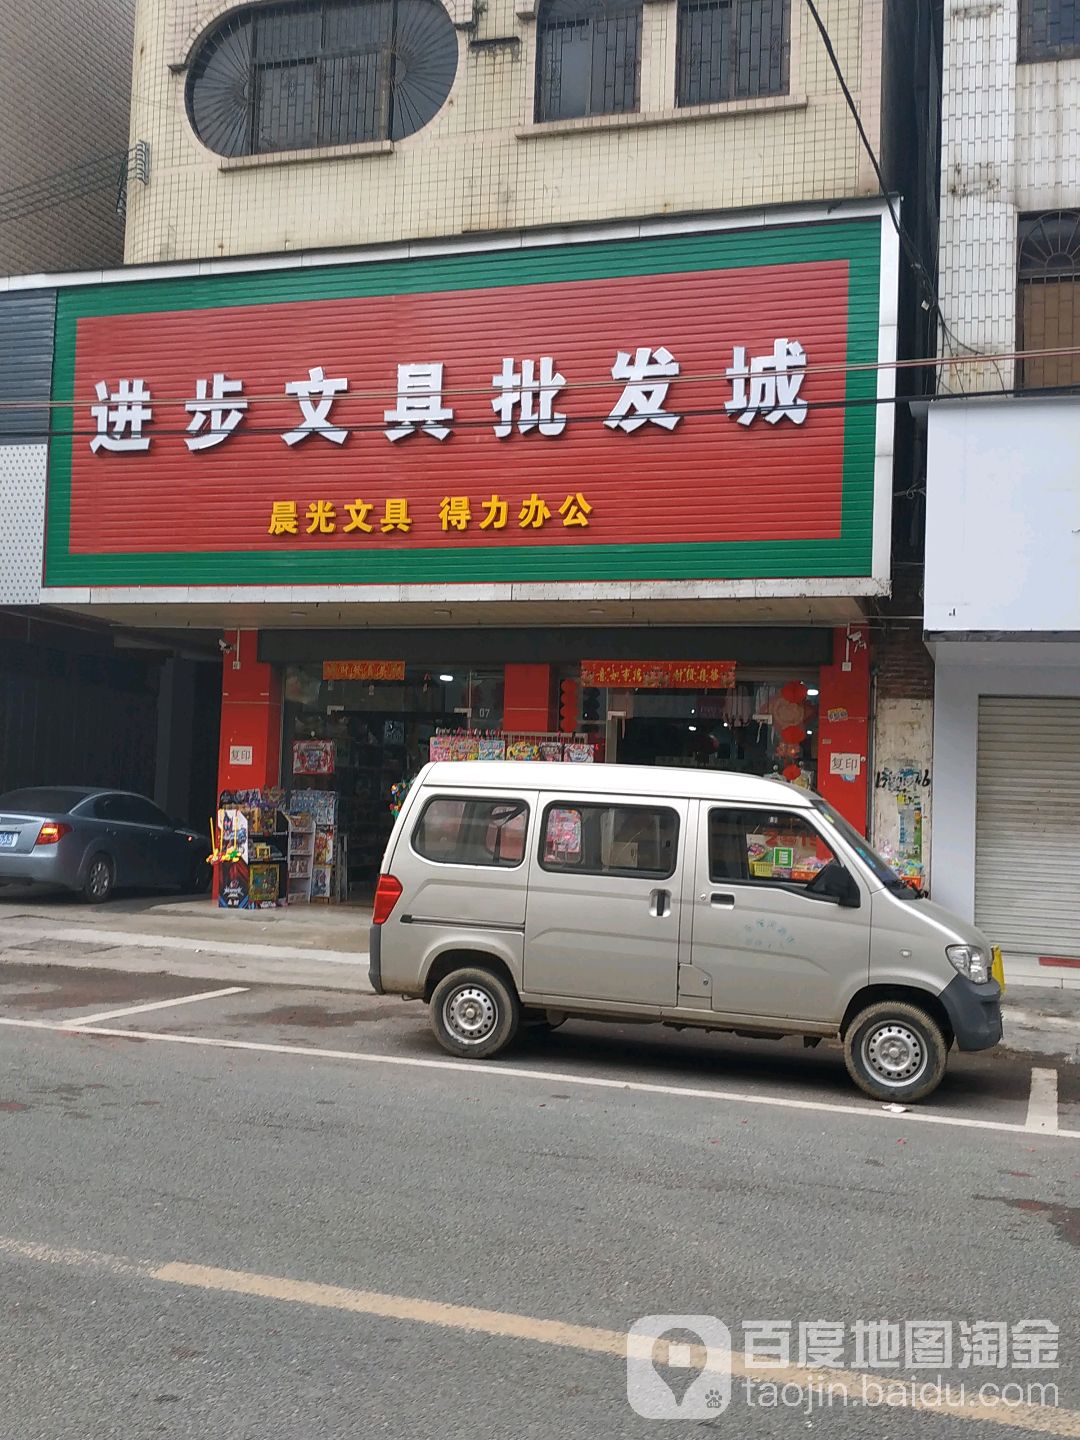 进步文具批发城
晨光文具 得力办公
07
复印
复印
百度地图淘金
taojin.baidu.com